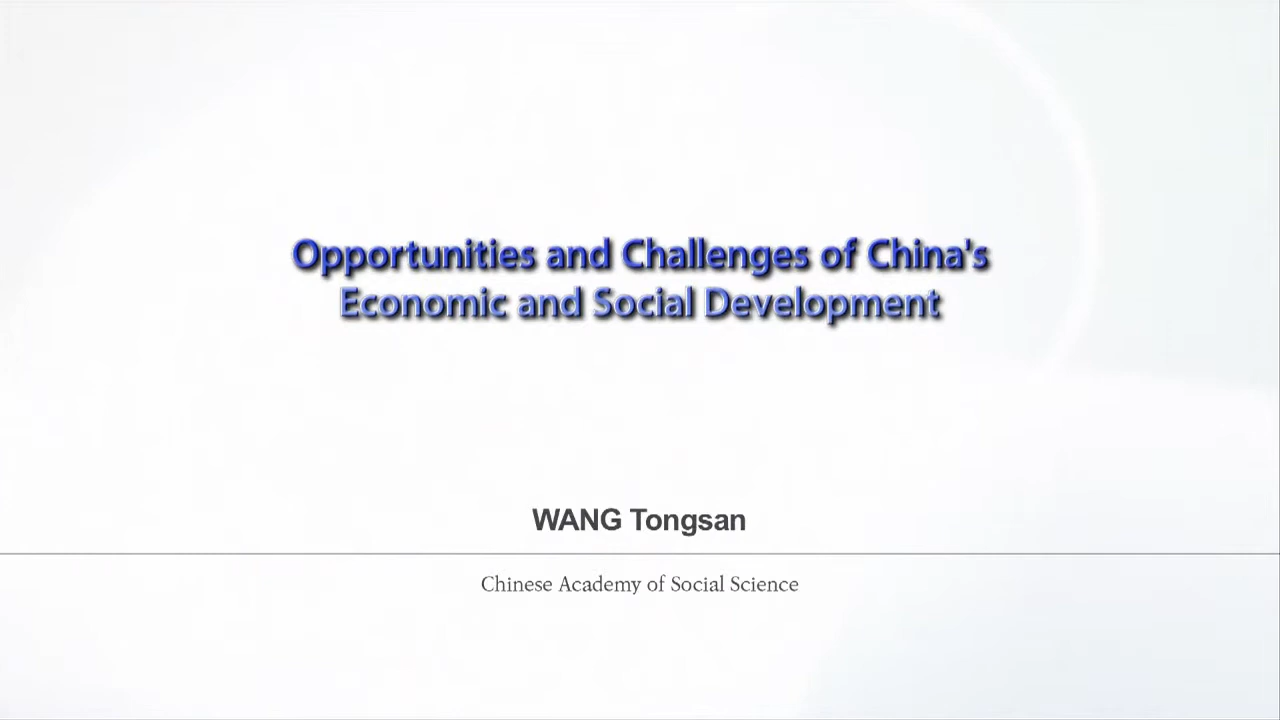 Opportunities and Challenges of China's
Economic and Social Development
WANG Tongsan
Chinese Academy of Social Science